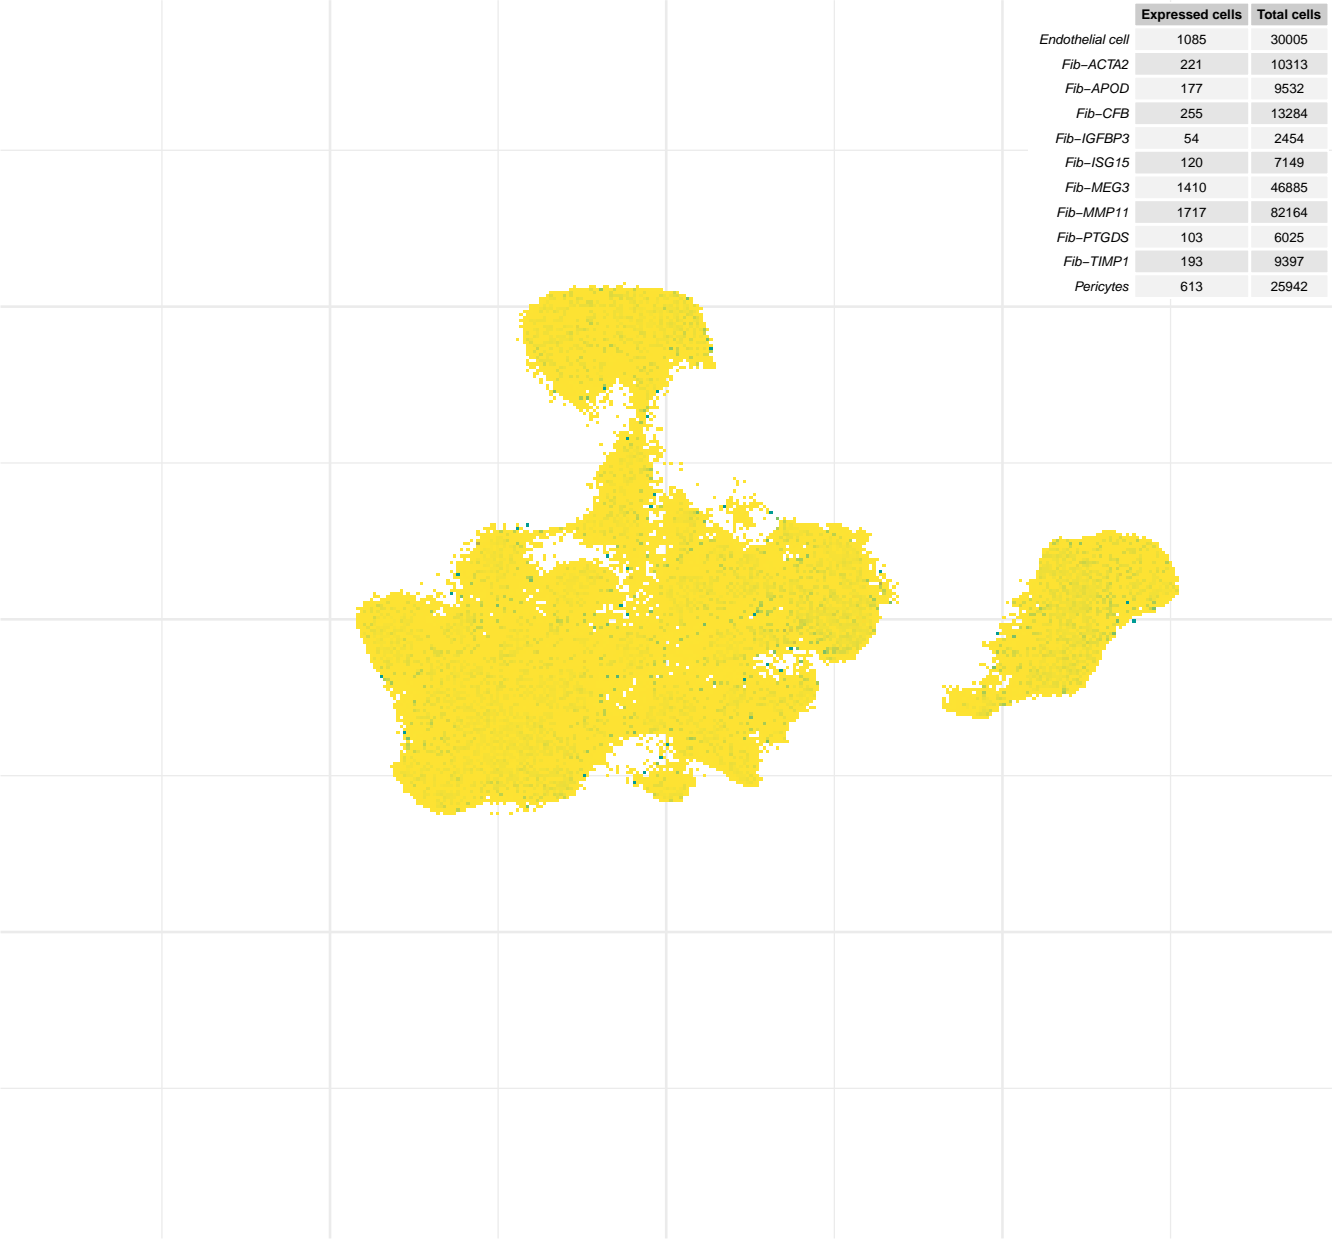 Expressed cells Total cells
Endothelial cell 1085 30005
Fib−ACTA2 221 10313
Fib−APOD 177 9532
Fib−CFB 255 13284
Fib−IGFBP3 54 2454
Fib−ISG15 120 7149
Fib−MEG3 1410 46885
Fib−MMP11 1717 82164
Fib−PTGDS 103 6025
Fib−TIMP1 193 9397
Pericytes 613 25942